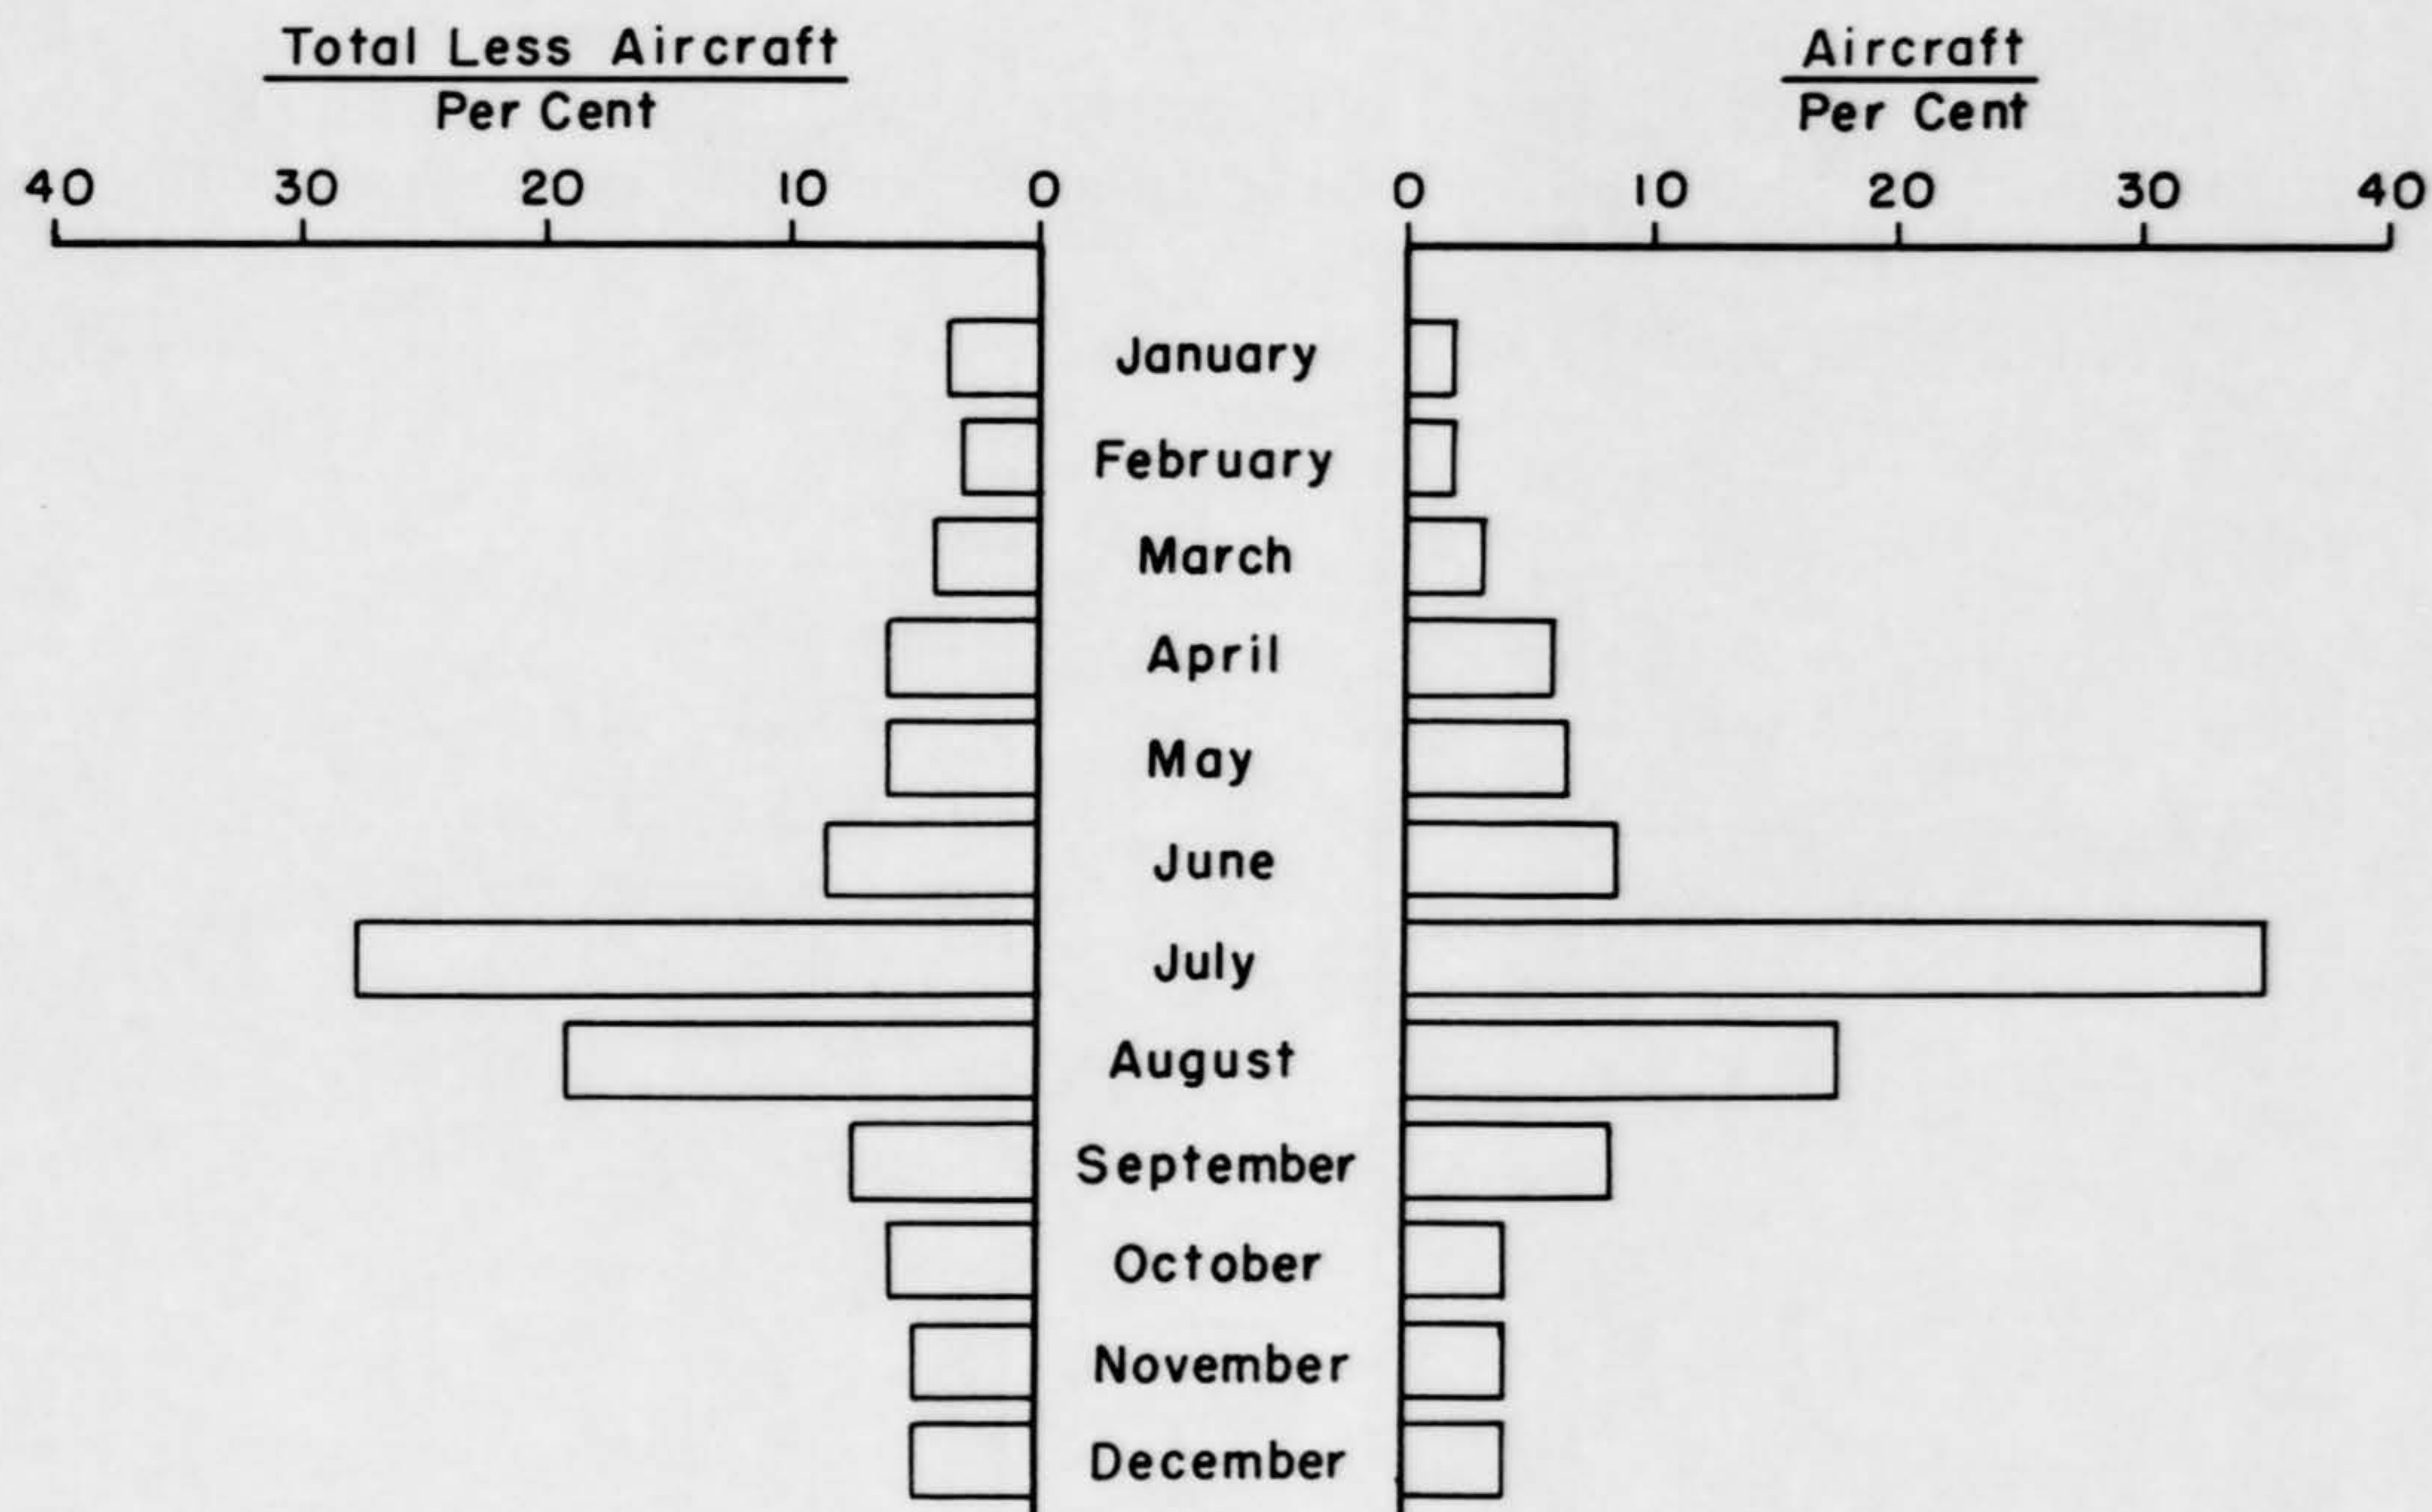 Total Less Aircraft
Per Cent
Aircraft
Per Cent
40 30 20 10 0
0 10 20 30 40
January
February
March
April
May
June
July
August
September
October
November
December